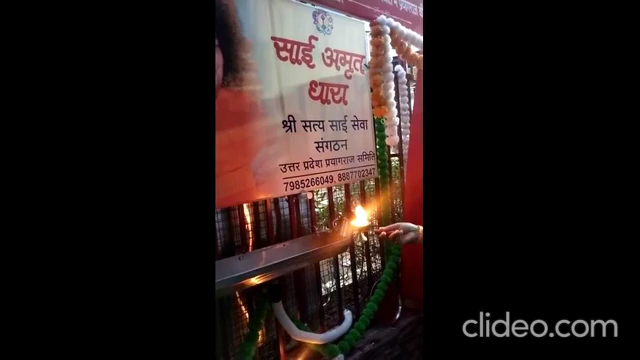 साई अमृत
धारा
श्री सत्य साई सेवा
संगठन
उत्तर प्रदेश प्रयागराज समिति
7985266049, 8887702347
clideo.com